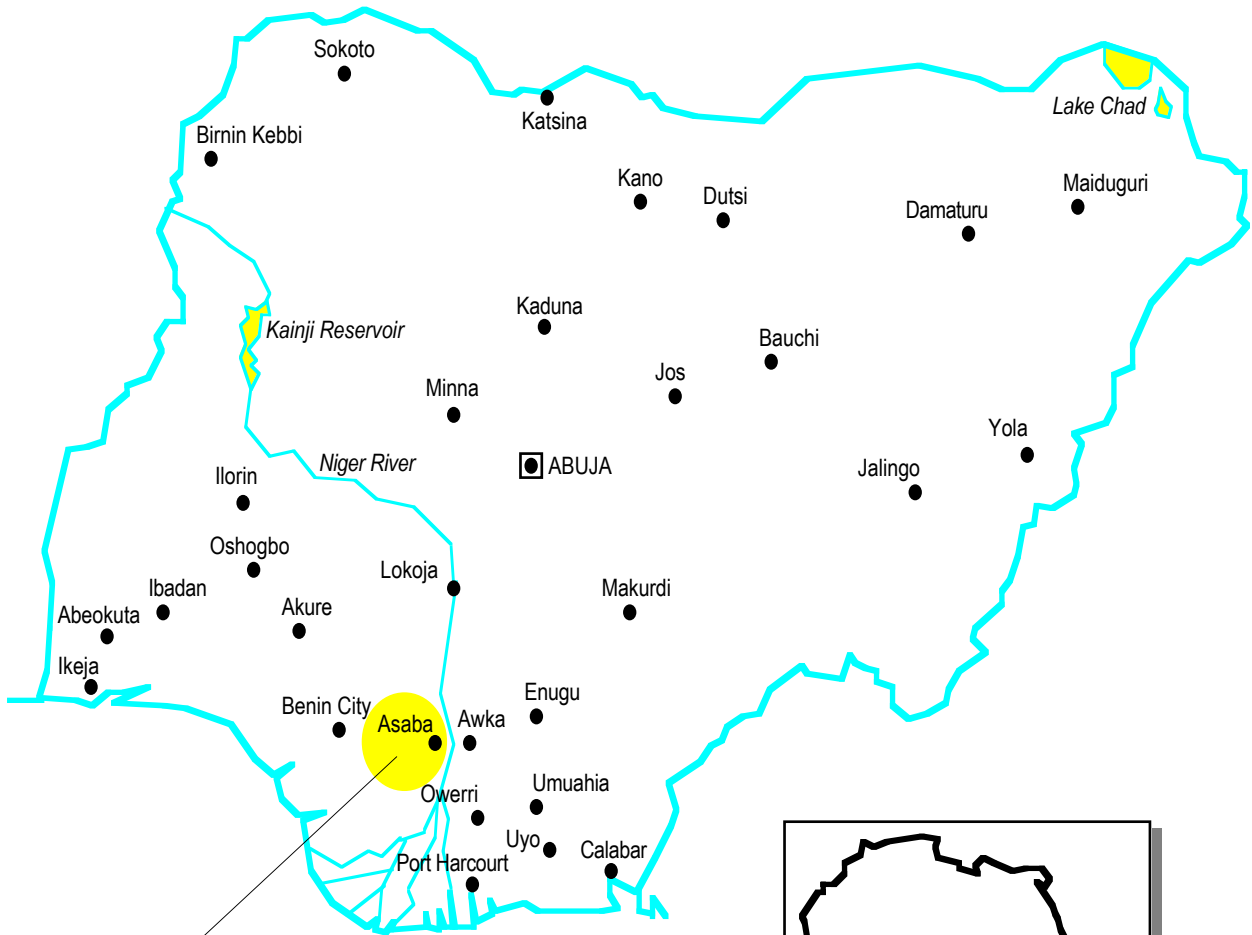 Sokoto
Katsina
Lake Chad
Birnin Kebbi
Kano
Dutsi
Damaturu
Maiduguri
Kaduna
Kainji Reservoir
Bauchi
Jos
Minna
Yola
Niger River
ABUJA
Jalingo
Ilorin
Oshogbo
Lokoja
Ibadan
Makurdi
Akure
Abeokuta
Ikeja
Benin City
Asaba
Awka
Enugu
Owerri
Umuahia
Uyo
Calabar
Port Harcourt